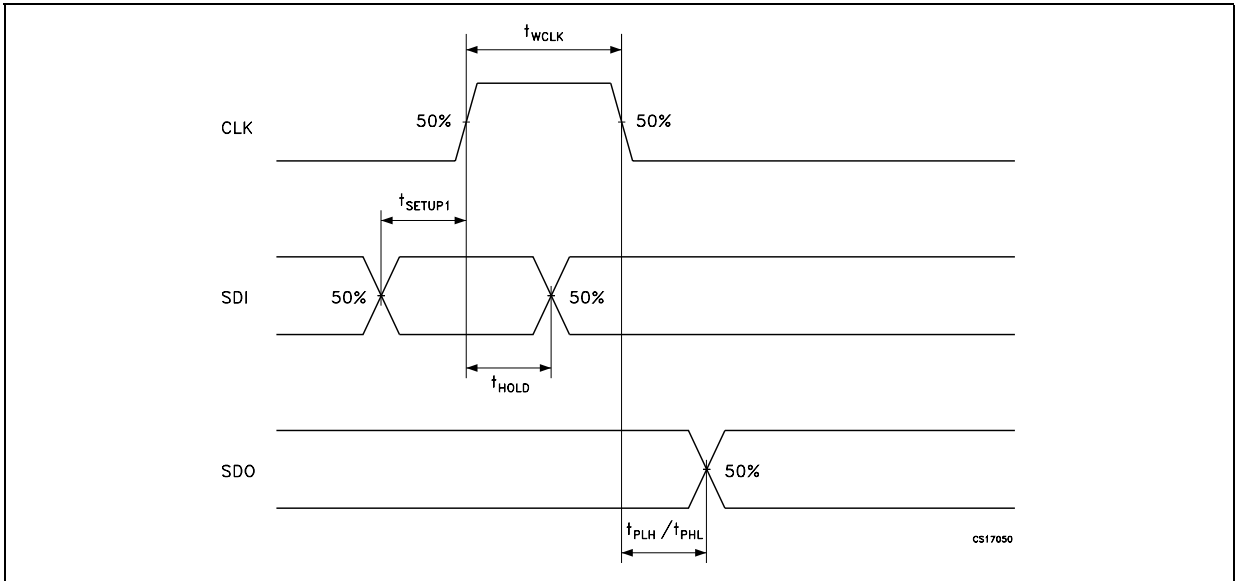 tWCLK
CLK
50%
50%
tSETUP1
SDI
50%
50%
tHOLD
SDO
50%
tPLH /tPHL
CS17050